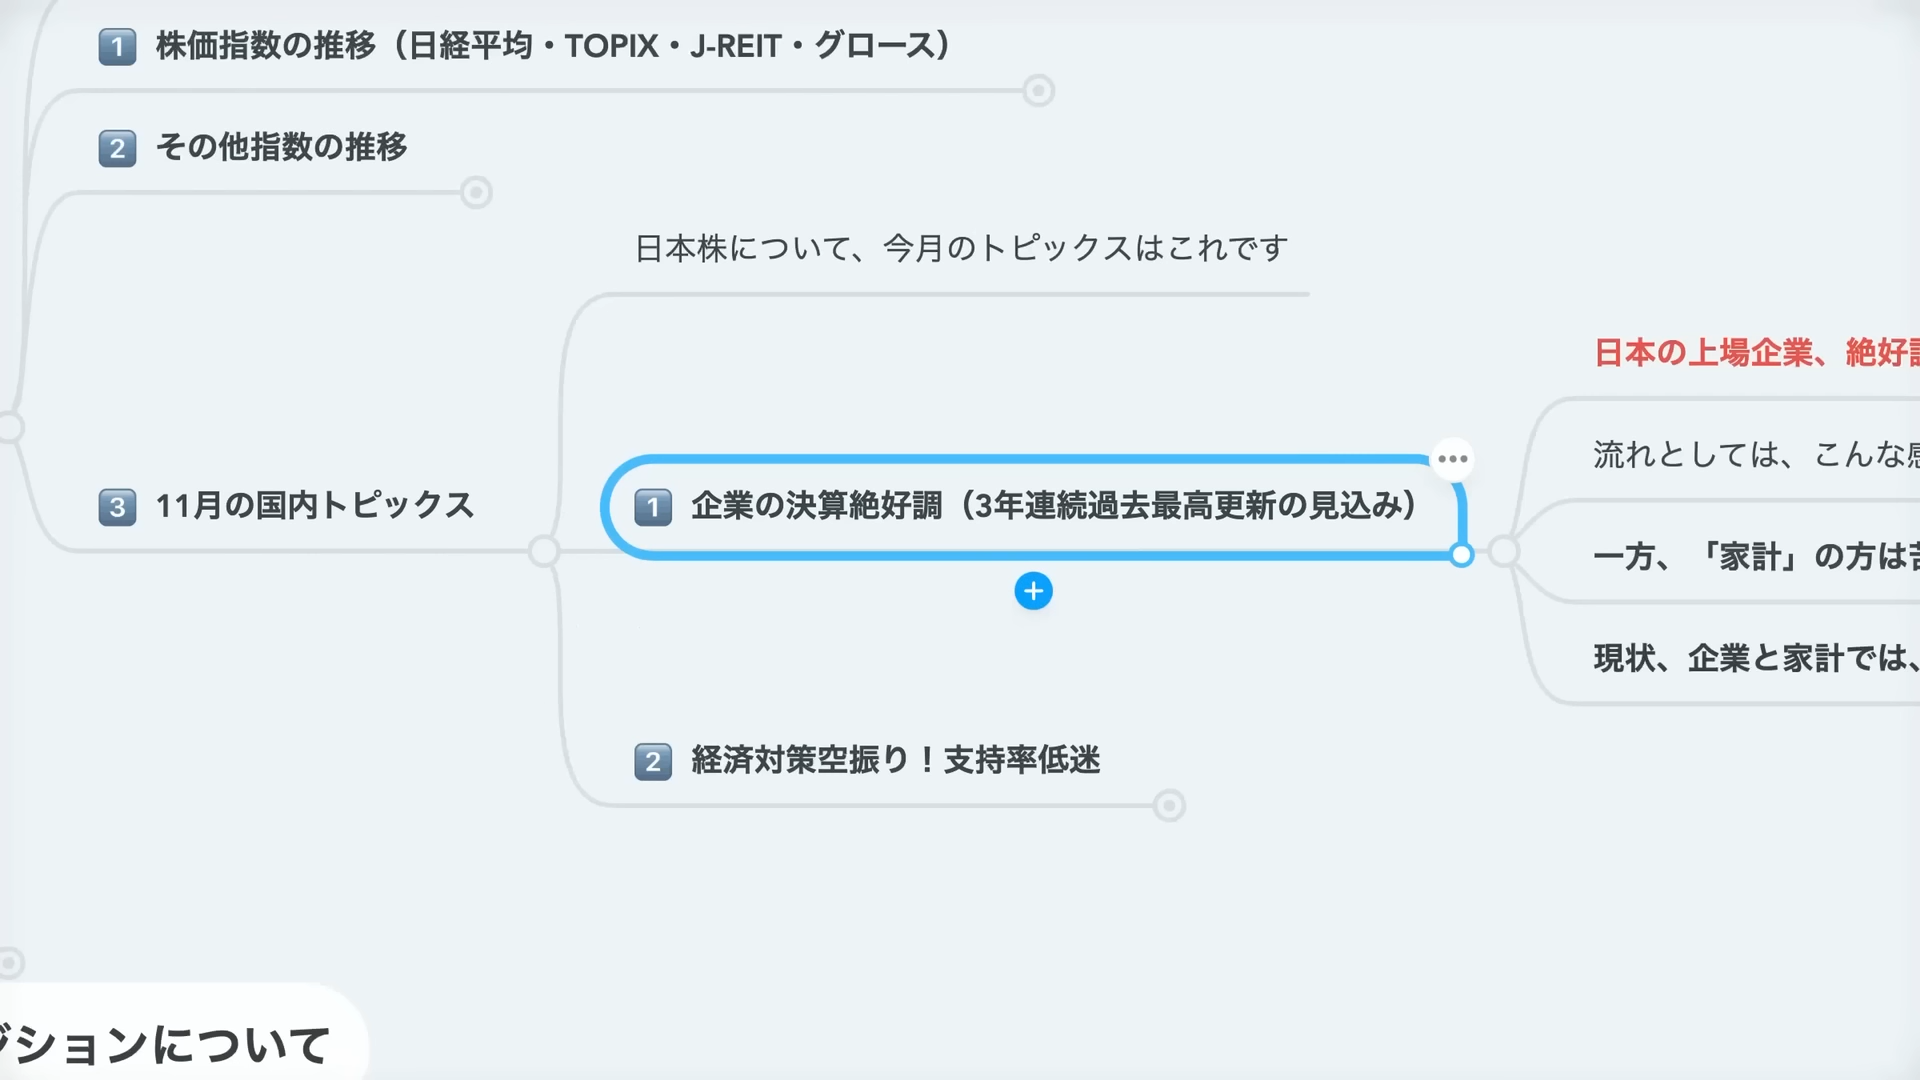 1 株価指数の推移（日経平均・TOPIX・J-REIT・グロース）
2 その他指数の推移
日本株について、今月のトピックスはこれです
3 11月の国内トピックス
1 企業の決算絶好調（3年連続過去最高更新の見込み）
2 経済対策空振り！支持率低迷
日本の上場企業、絶好
流れとしては、こんな
一方、「家計」の方は
現状、企業と家計では、
ションについて